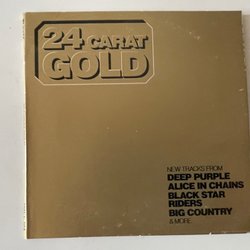 24 CARAT
GOLD
NEW TRACKS FROM
DEEP PURPLE
ALICE IN CHAINS
BLACK STAR
RIDERS
BIG COUNTRY
& MORE